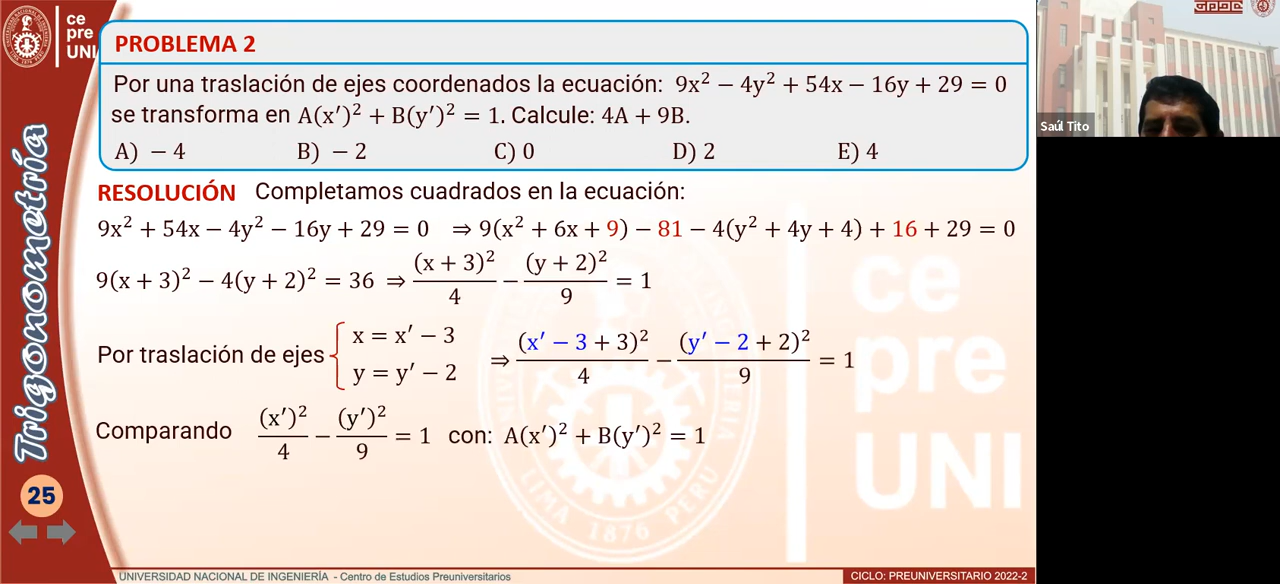 ce
pre
UNI
PROBLEMA 2
Por una traslación de ejes coordenados la ecuación: 9x² − 4y² + 54x − 16y + 29 = 0
se transforma en A(x′)² + B(y′)² = 1. Calcule: 4A + 9B.
A) − 4 B) − 2 C) 0 D) 2 E) 4
RESOLUCIÓN Completamos cuadrados en la ecuación:
9x² + 54x − 4y² − 16y + 29 = 0 ⇒ 9(x² + 6x + 9) − 81 − 4(y² + 4y + 4) + 16 + 29 = 0
9(x + 3)² − 4(y + 2)² = 36 ⇒ (x + 3)²/4 − (y + 2)²/9 = 1
Por traslación de ejes { x = x′ − 3 y = y′ − 2 ⇒ (x′ − 3 + 3)²/4 − (y′ − 2 + 2)²/9 = 1
Comparando (x′)²/4 − (y′)²/9 = 1 con: A(x′)² + B(y′)² = 1
Trigonometría
25
ce
pre
UNI
LIMA 1876 PERU
UNIVERSIDAD NACIONAL DE INGENIERÍA - Centro de Estudios Preuniversitarios
CICLO: PREUNIVERSITARIO 2022-2
Saúl Tito